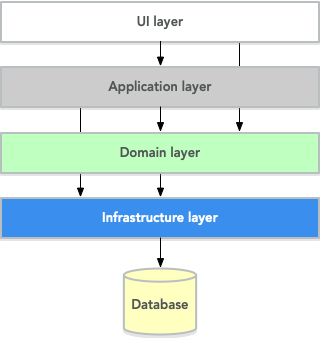 UI layer
Application layer
Domain layer
Infrastructure layer
Database